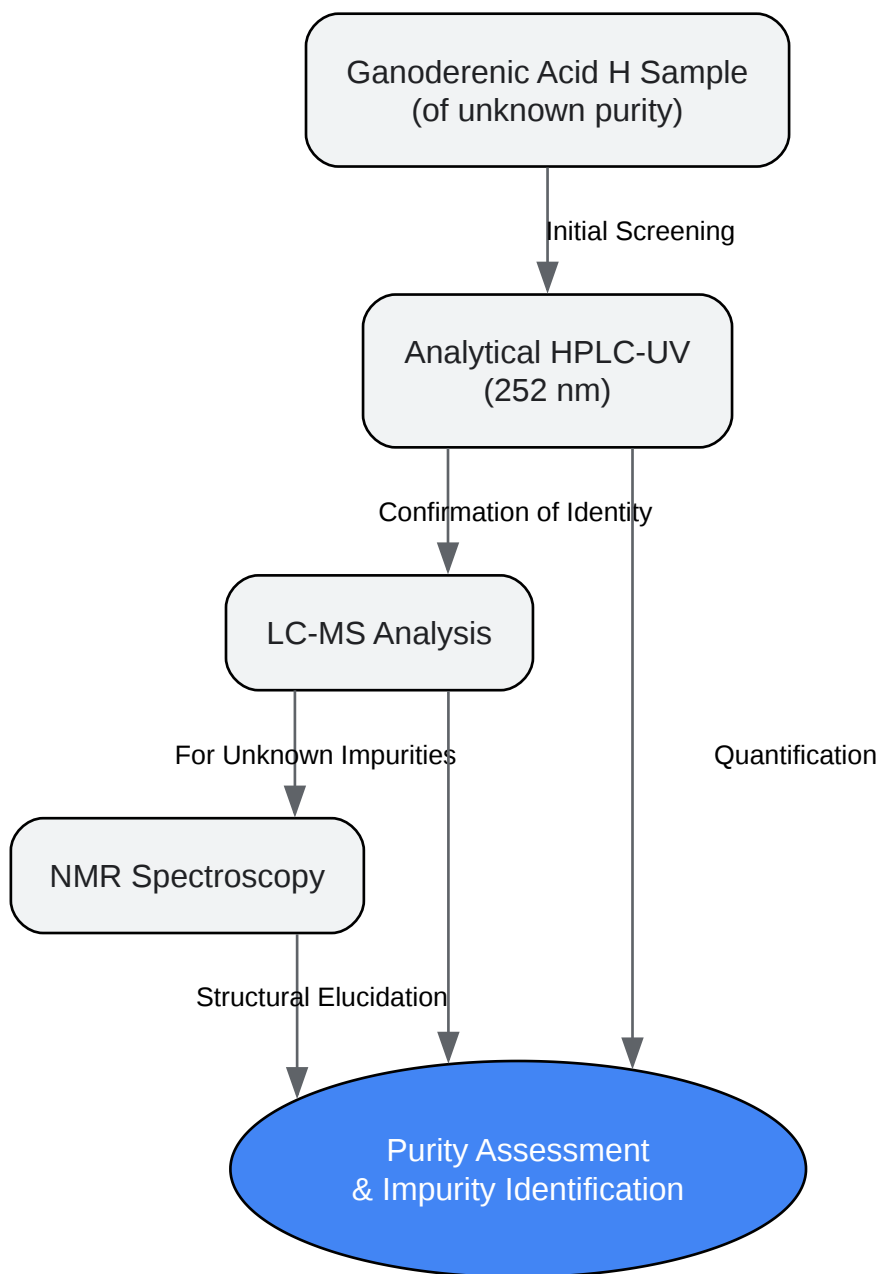 Ganoderenic Acid H Sample
(of unknown purity)
Initial Screening
Analytical HPLC-UV
(252 nm)
Confirmation of Identity
LC-MS Analysis
For Unknown Impurities
Quantification
NMR Spectroscopy
Structural Elucidation
Purity Assessment
& Impurity Identification